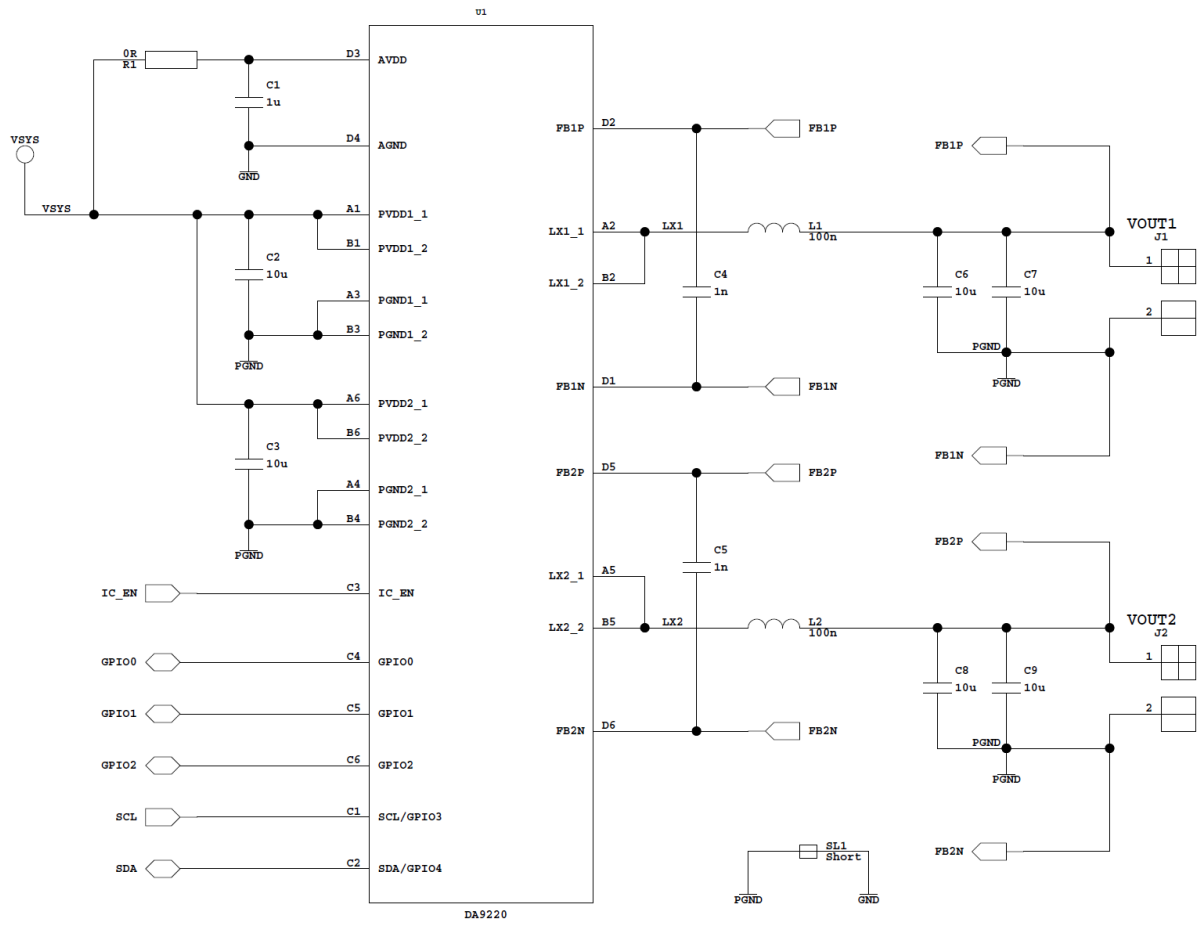 U1
0R
R1
D3
AVDD
C1
1u
D4
AGND
GND
VSYS
VSYS
A1
PVDD1_1
B1
PVDD1_2
C2
10u
A3
PGND1_1
B3
PGND1_2
PGND
A6
PVDD2_1
B6
PVDD2_2
C3
10u
A4
PGND2_1
B4
PGND2_2
PGND
IC_EN
C3
IC_EN
GPIO0
C4
GPIO0
GPIO1
C5
GPIO1
GPIO2
C6
GPIO2
SCL
C1
SCL/GPIO3
SDA
C2
SDA/GPIO4
DA9220
FB1P
D2
FB1P
LX1_1
A2
LX1
L1
100n
LX1_2
B2
C4
1n
FB1N
D1
FB1N
FB2P
D5
FB2P
C5
1n
LX2_1
A5
LX2_2
B5
LX2
L2
100n
FB2N
D6
FB2N
FB1P
VOUT1
J1
1
C6
10u
C7
10u
2
PGND
PGND
FB1N
FB2P
VOUT2
J2
1
C8
10u
C9
10u
2
PGND
PGND
FB2N
SL1
Short
PGND
GND